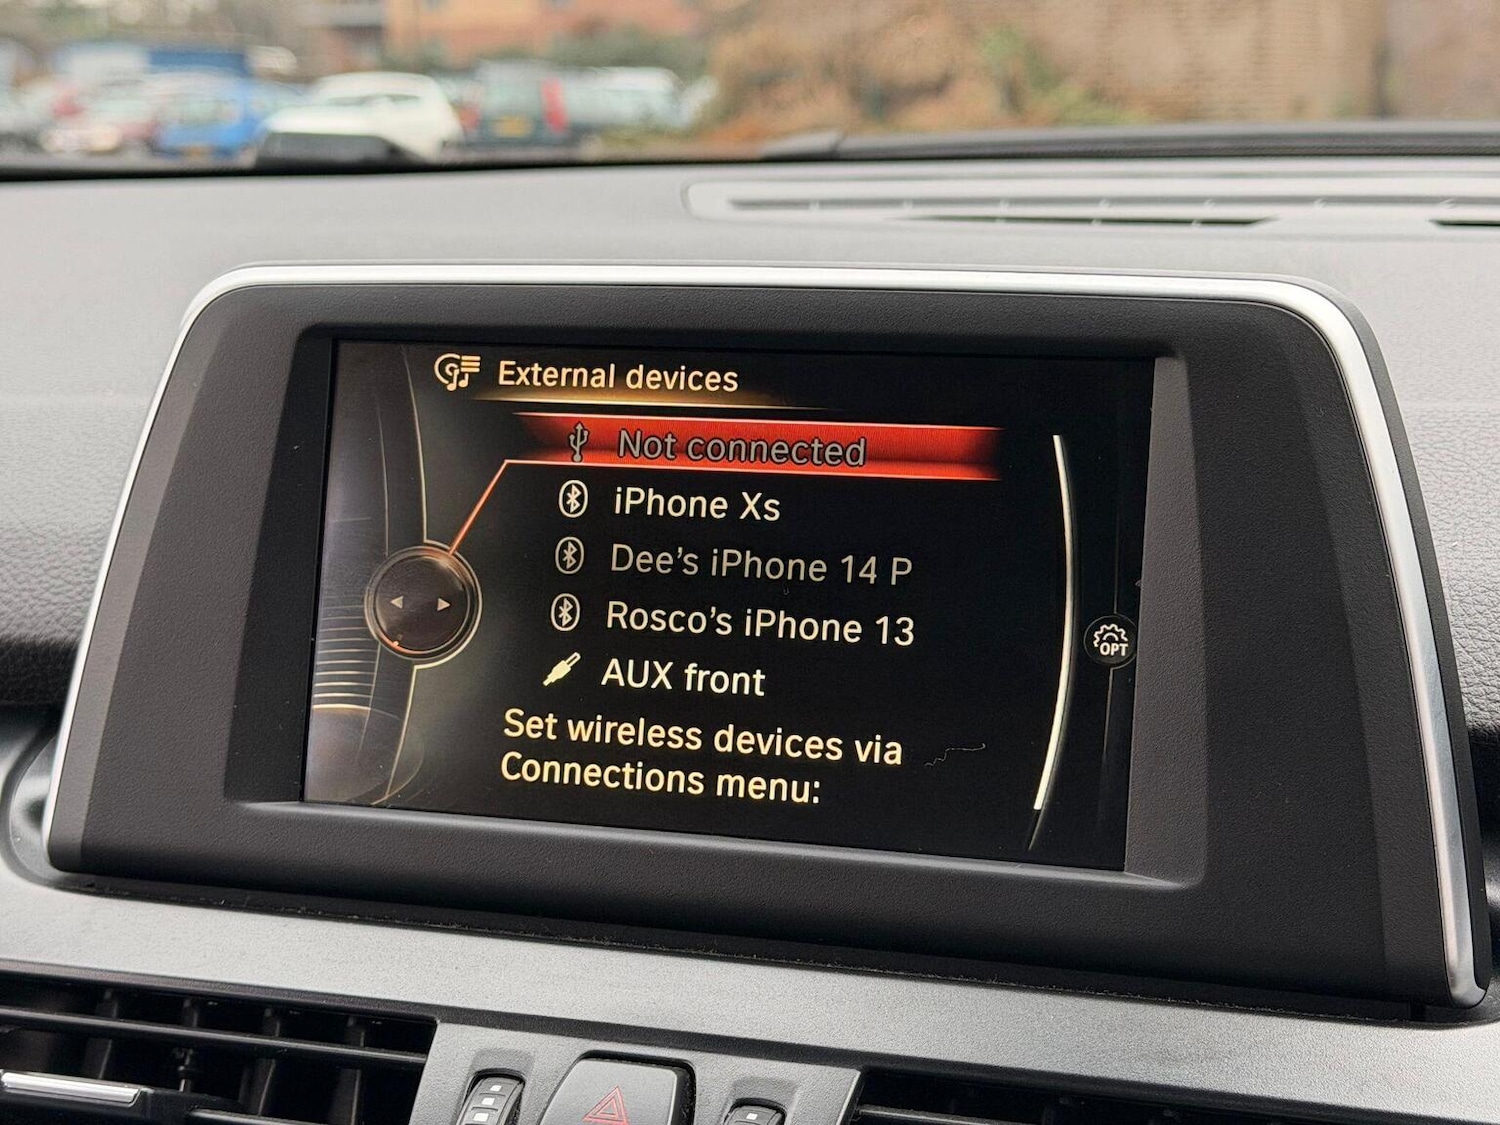 External devices
Not connected
iPhone Xs
Dee's iPhone 14 P
Rosco's iPhone 13
AUX front
Set wireless devices via
Connections menu:
OPT